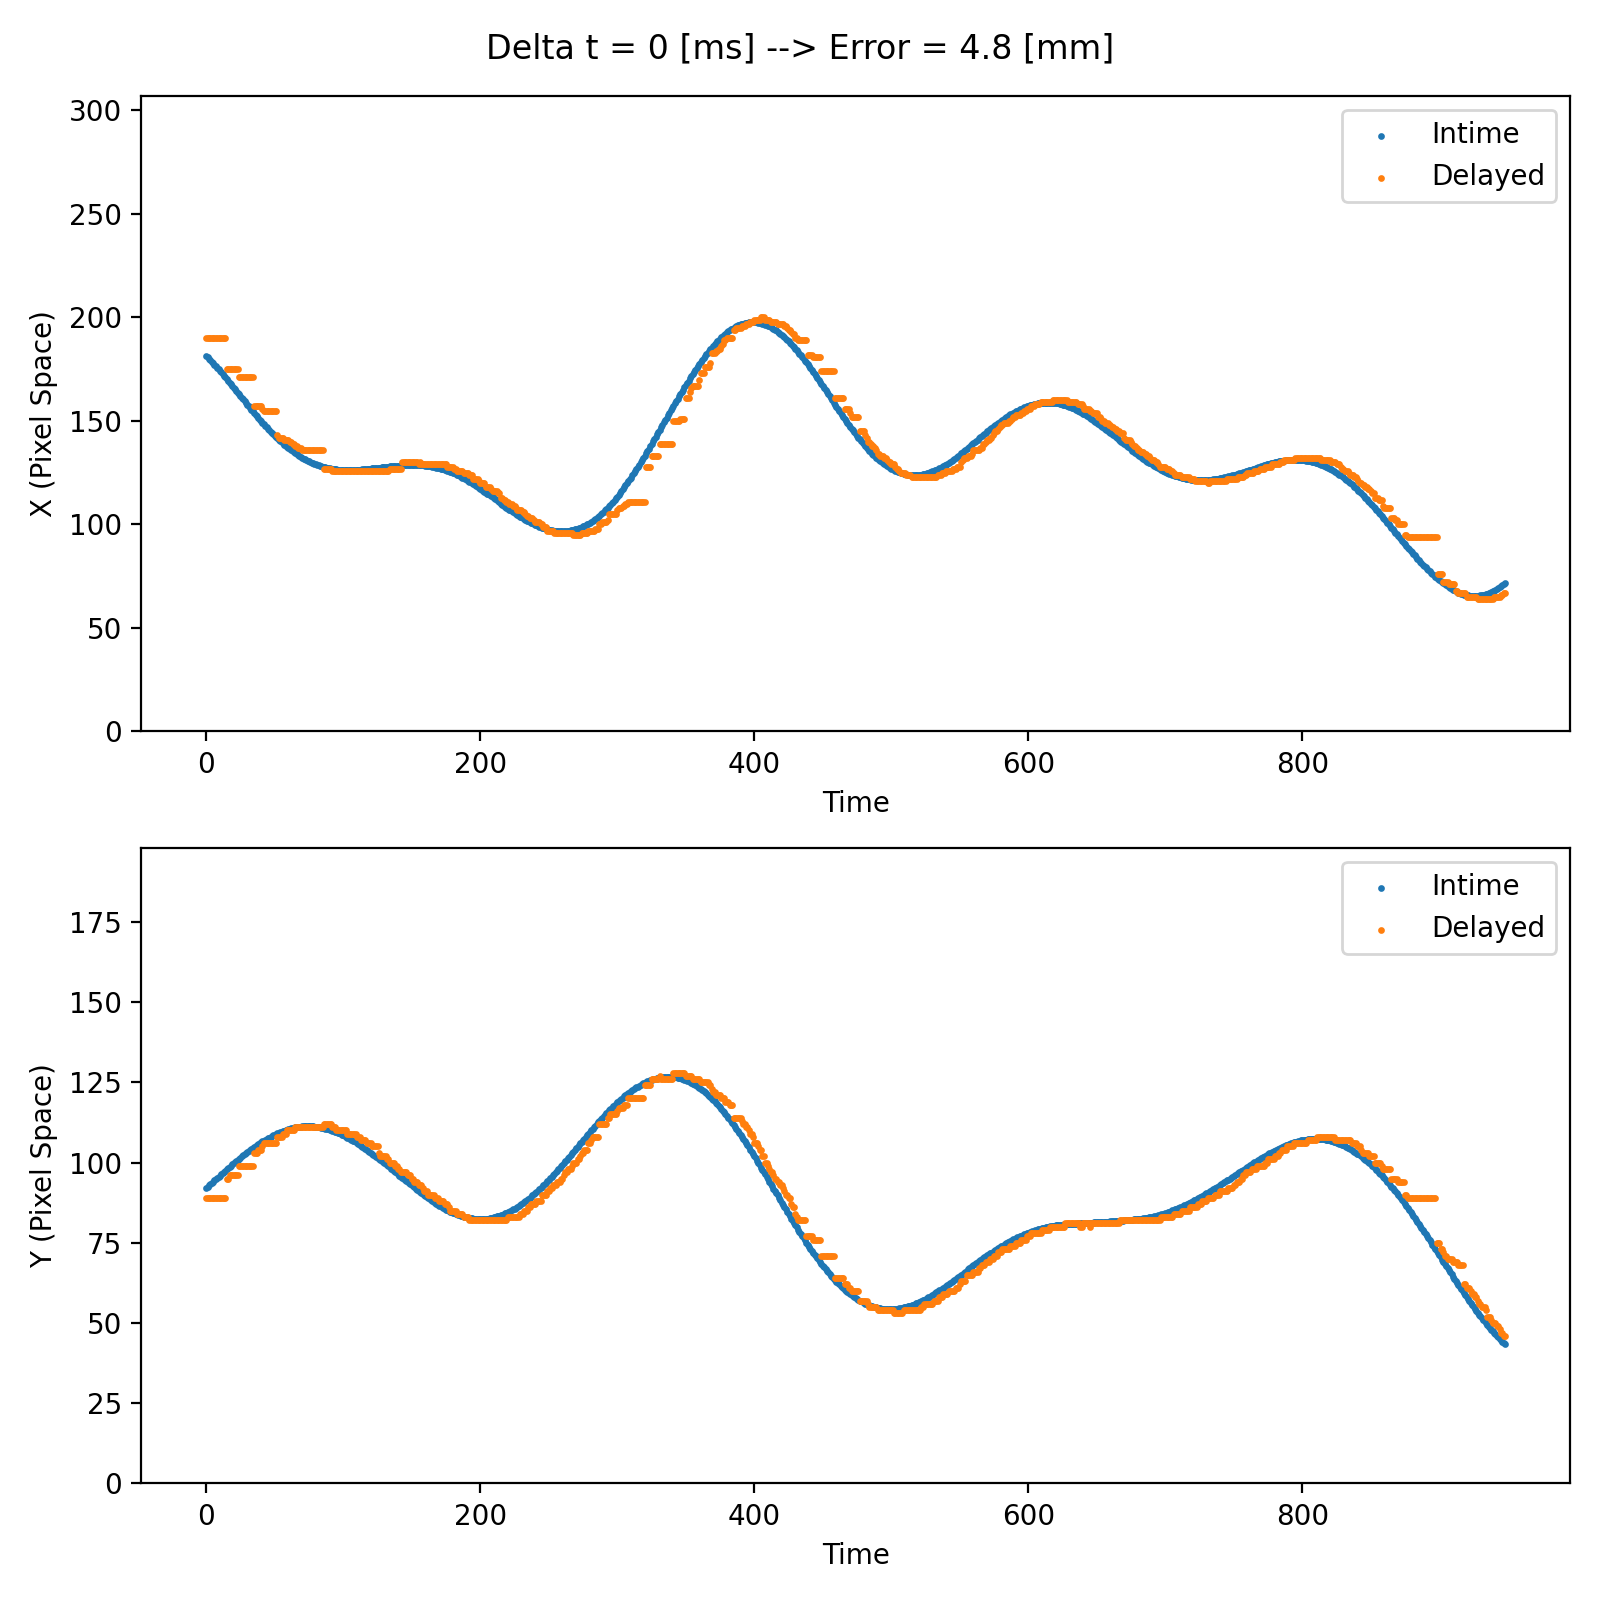 Delta t = 0 [ms] --> Error = 4.8 [mm]
300
250
200
150
100
50
0
X (Pixel Space)
Intime
Delayed
0 200 400 600 800
Time
175
150
125
100
75
50
25
0
Y (Pixel Space)
Intime
Delayed
0 200 400 600 800
Time